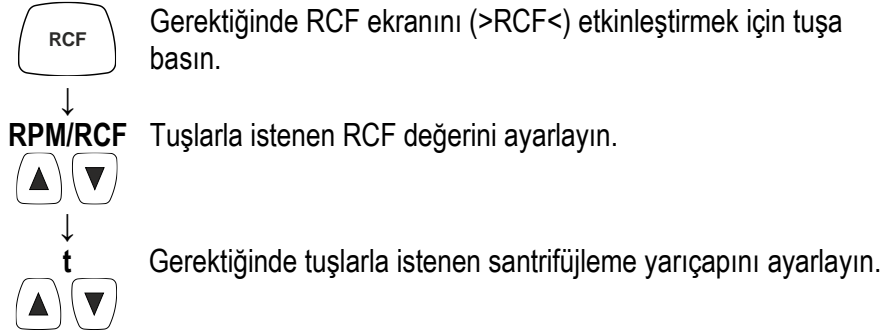 RCF
Gerektiğinde RCF ekranını (>RCF<) etkinleştirmek için tuşa
basın.
↓
RPM/RCF Tuşlarla istenen RCF değerini ayarlayın.
▲ ▼
↓
t Gerektiğinde tuşlarla istenen santrifüjleme yarıçapını ayarlayın.
▲ ▼